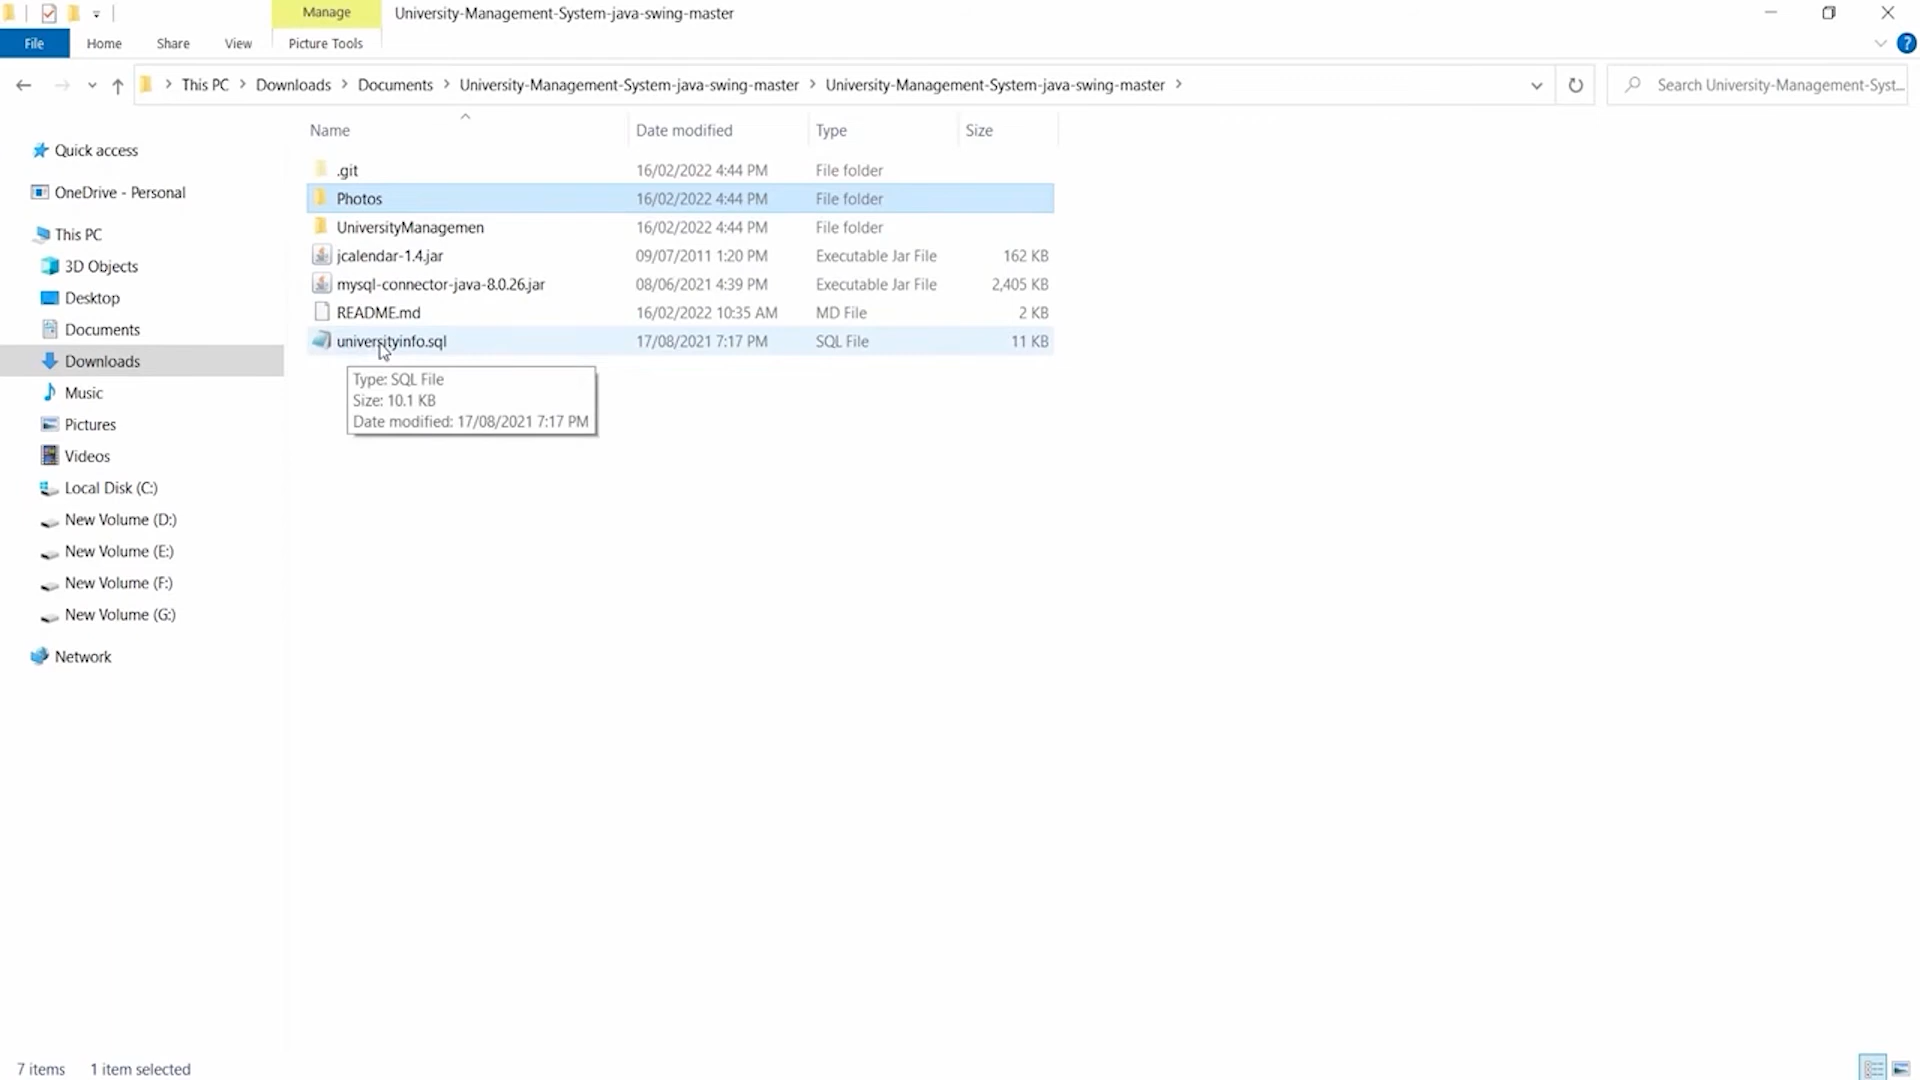 Manage
University-Management-System-java-swing-master
File
Home
Share
View
Picture Tools
?
This PC
Downloads
Documents
University-Management-System-java-swing-master
University-Management-System-java-swing-master
Search University-Management-Syst...
Name
Date modified
Type
Size
.git
16/02/2022 4:44 PM
File folder
Photos
16/02/2022 4:44 PM
File folder
UniversityManagemen
16/02/2022 4:44 PM
File folder
jcalendar-1.4.jar
09/07/2011 1:20 PM
Executable Jar File
162 KB
mysql-connector-java-8.0.26.jar
08/06/2021 4:39 PM
Executable Jar File
2,405 KB
README.md
16/02/2022 10:35 AM
MD File
2 KB
universityinfo.sql
17/08/2021 7:17 PM
SQL File
11 KB
Type: SQL File
Size: 10.1 KB
Date modified: 17/08/2021 7:17 PM
Quick access
OneDrive - Personal
This PC
3D Objects
Desktop
Documents
Downloads
Music
Pictures
Videos
Local Disk (C:)
New Volume (D:)
New Volume (E:)
New Volume (F:)
New Volume (G:)
Network
7 items
1 item selected